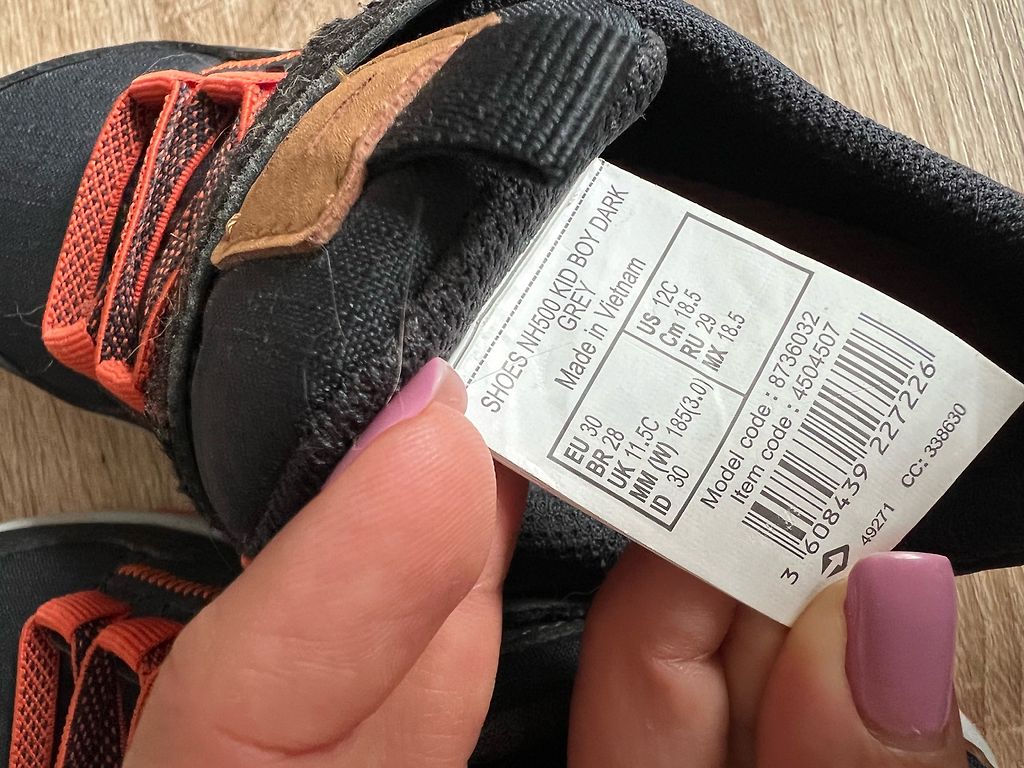 SHOES NH500 KID BOY DARK
GREY
Made in Vietnam
EU 30
BR 28
UK 11.5C
MM (W) 185(3.0)
ID 30
US 12C
Cm 18.5
RU 29
MX 18.5
Model code : 8736032
Item code : 4504507
3 608439 227226
49271
CC: 338630